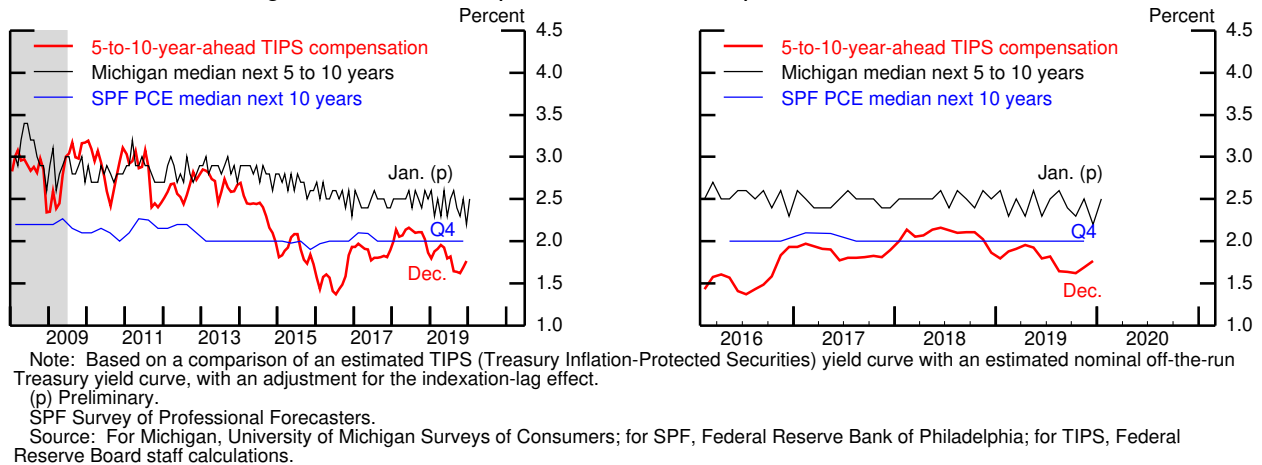 Percent
4.5
5-to-10-year-ahead TIPS compensation
4.0
Michigan median next 5 to 10 years
3.5
SPF PCE median next 10 years
3.0
Jan. (p)
2.5
Q4
2.0
Dec.
1.5
1.0
2009 2011 2013 2015 2017 2019
Percent
4.5
5-to-10-year-ahead TIPS compensation
4.0
Michigan median next 5 to 10 years
3.5
SPF PCE median next 10 years
3.0
Jan. (p)
2.5
Q4
2.0
Dec.
1.5
1.0
2016 2017 2018 2019 2020
Note: Based on a comparison of an estimated TIPS (Treasury Inflation-Protected Securities) yield curve with an estimated nominal off-the-run
Treasury yield curve, with an adjustment for the indexation-lag effect.
(p) Preliminary.
SPF Survey of Professional Forecasters.
Source: For Michigan, University of Michigan Surveys of Consumers; for SPF, Federal Reserve Bank of Philadelphia; for TIPS, Federal
Reserve Board staff calculations.